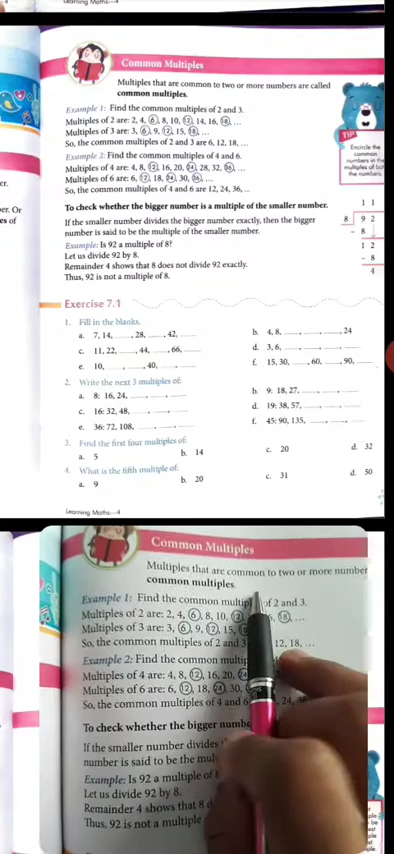 Learning Maths—4
Common Multiples
Multiples that are common to two or more numbers are called
common multiples.
Example 1: Find the common multiples of 2 and 3.
Multiples of 2 are: 2, 4, 6, 8, 10, 12, 14, 16, 18, …
Multiples of 3 are: 3, 6, 9, 12, 15, 18, …
So, the common multiples of 2 and 3 are 6, 12, 18, …
Example 2: Find the common multiples of 4 and 6.
Multiples of 4 are: 4, 8, 12, 16, 20, 24, 28, 32, 36, …
Multiples of 6 are: 6, 12, 18, 24, 30, 36, …
So, the common multiples of 4 and 6 are 12, 24, 36, ...
TIP
Encircle the
common
numbers in the
multiples of
the numbers.
er.
er. Or
es of
To check whether the bigger number is a multiple of the smaller number.
If the smaller number divides the bigger number exactly, then the bigger
number is said to be the multiple of the smaller number.
Example: Is 92 a multiple of 8?
Let us divide 92 by 8.
Remainder 4 shows that 8 does not divide 92 exactly.
Thus, 92 is not a multiple of 8.
1 1
8 9 2
- 8
1 2
- 8
4
Exercise 7.1
1. Fill in the blanks.
a. 7, 14, ____, 28, ____, 42, ____
b. 4, 8, ____, ____, ____, 24
c. 11, 22, ____, 44, ____, 66, ____
d. 3, 6, ____, ____, ____, ____
e. 10, ____, ____, 40, ____, ____
f. 15, 30, ____, 60, ____, 90, ____
2. Write the next 3 multiples of:
a. 8: 16, 24, ____, ____, ____
b. 9: 18, 27, ____, ____, ____
c. 16: 32, 48, ____, ____, ____
d. 19: 38, 57, ____, ____, ____
e. 36: 72, 108, ____, ____, ____
f. 45: 90, 135, ____, ____, ____
3. Find the first four multiples of:
a. 5 b. 14 c. 20 d. 32
4. What is the fifth multiple of:
a. 9 b. 20 c. 31 d. 50
Learning Maths—4
Common Multiples
Multiples that are common to two or more number
common multiples.
Example 1: Find the common multip of 2 and 3.
Multiples of 2 are: 2, 4, 6, 8, 10, 12 6, 18, …
Multiples of 3 are: 3, 6, 9, 12, 15, 18
So, the common multiples of 2 and 3 12, 18, …
Example 2: Find the common multip
Multiples of 4 are: 4, 8, 12, 16, 20, 24
Multiples of 6 are: 6, 12, 18, 24, 30,
So, the common multiples of 4 and 6 24,
To check whether the bigger numbe
If the smaller number divides
number is said to be the mul
Example: Is 92 a multiple of 8
Let us divide 92 by 8.
Remainder 4 shows that 8 d
Thus, 92 is not a multiple